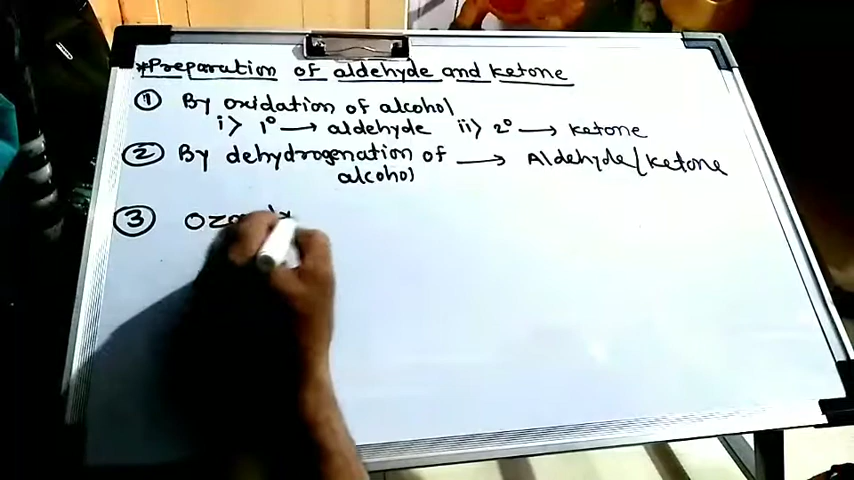 *Preparation of aldehyde and ketone
① By oxidation of alcohol
i> 1° → aldehyde ii> 2° → ketone
② By dehydrogenation of → Aldehyde/ketone
alcohol
③